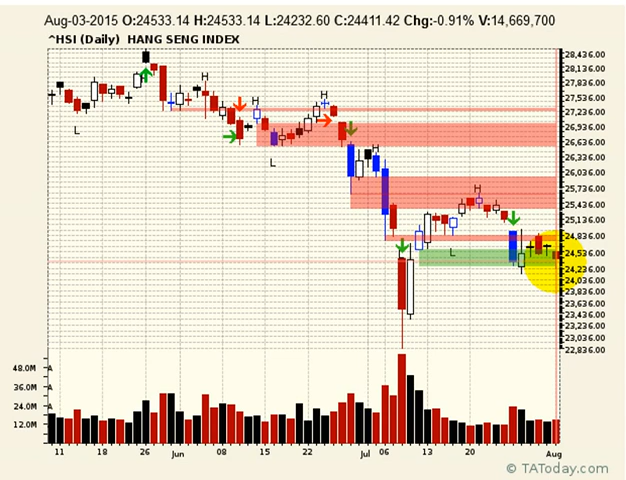 Aug-03-2015 O:24533.14 H:24533.14 L:24232.60 C:24411.42 Chg:-0.91% V:14,669,700
^HSI (Daily) HANG SENG INDEX
28,436.00
28,136.00
27,836.00
27,536.00
27,236.00
26,936.00
26,636.00
26,336.00
26,036.00
25,736.00
25,436.00
25,136.00
24,836.00
24,536.00
24,236.00
24,036.00
23,836.00
23,636.00
23,436.00
23,236.00
23,036.00
22,836.00
H
H
H
H
H
L
L
L
48.0M A
36.0M A
24.0M A
12.0M A
11 18 26 Jun 08 15 22 Jul 06 13 20 Aug
© TAToday.com